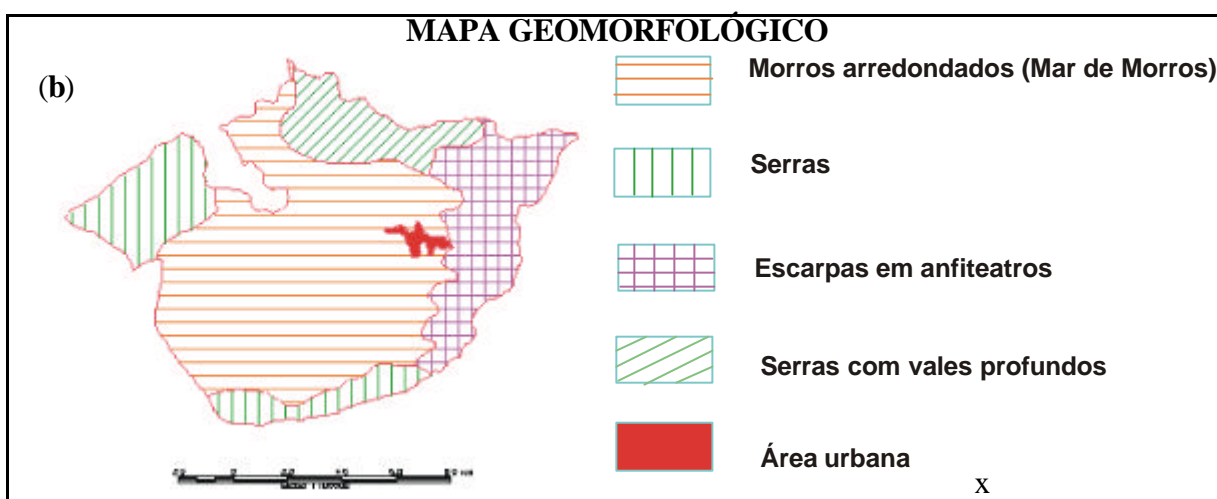 MAPA GEOMORFOLÓGICO
(b)
Morros arredondados (Mar de Morros)
Serras
Escarpas em anfiteatros
Serras com vales profundos
Área urbana
x